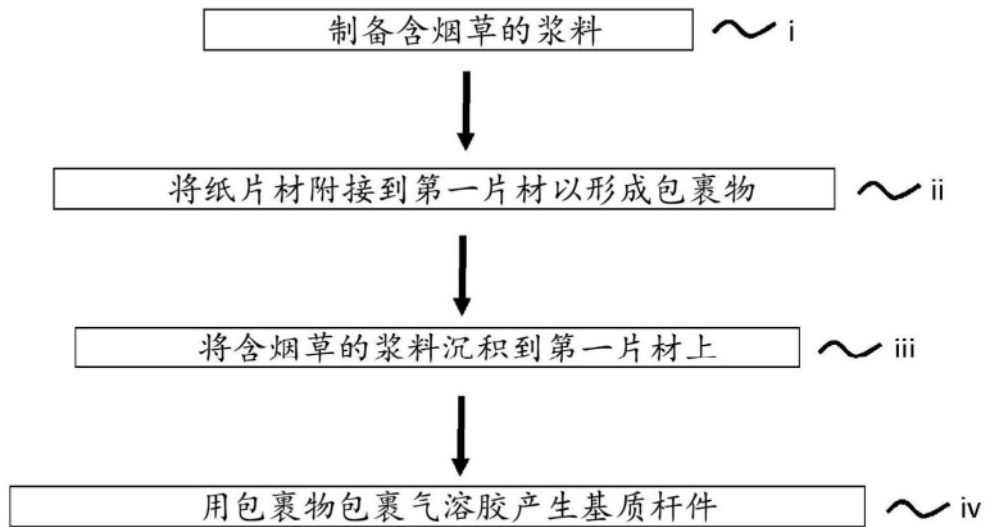 制备含烟草的浆料 i
将纸片材附接到第一片材以形成包裹物 ii
将含烟草的浆料沉积到第一片材上 iii
用包裹物包裹气溶胶产生基质杆件 iv